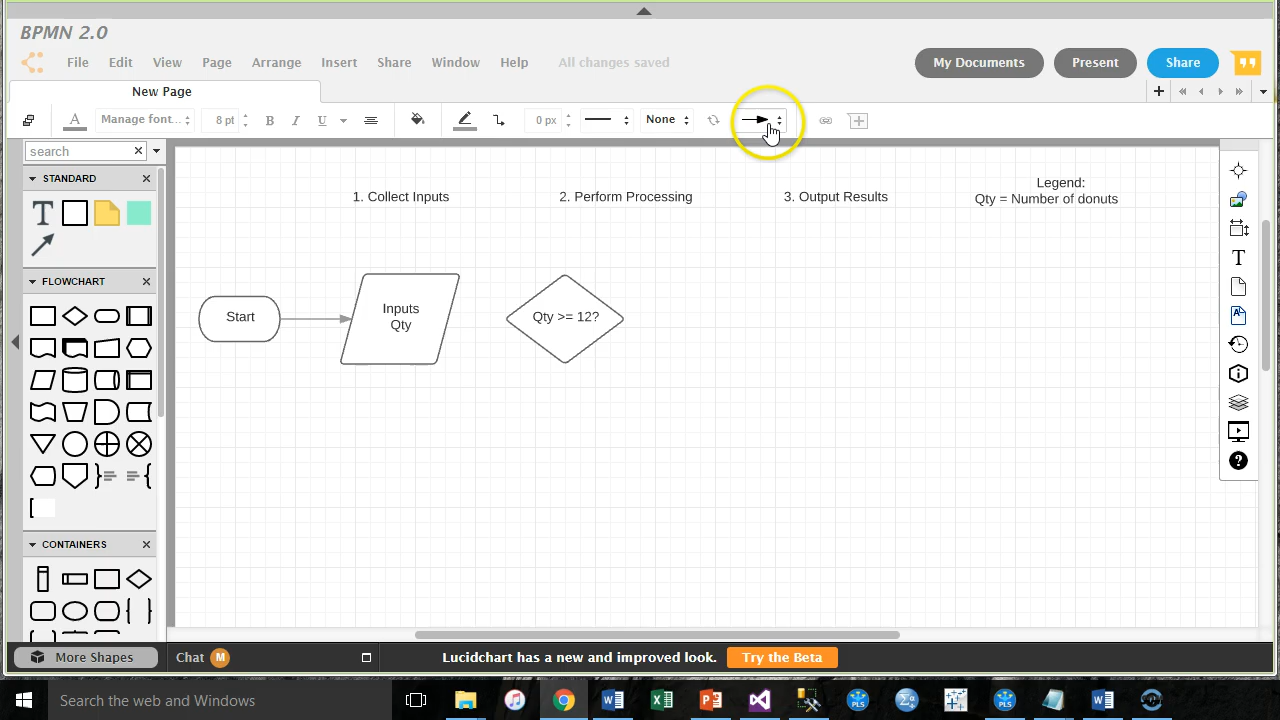 BPMN 2.0
File Edit View Page Arrange Insert Share Window Help All changes saved
My Documents Present Share
New Page
Manage font... 8 pt B I U 0 px None
search
STANDARD
T
FLOWCHART
CONTAINERS
1. Collect Inputs 2. Perform Processing 3. Output Results
Legend:
Qty = Number of donuts
Start
Inputs
Qty
Qty >= 12?
More Shapes Chat M Lucidchart has a new and improved look. Try the Beta
Search the web and Windows